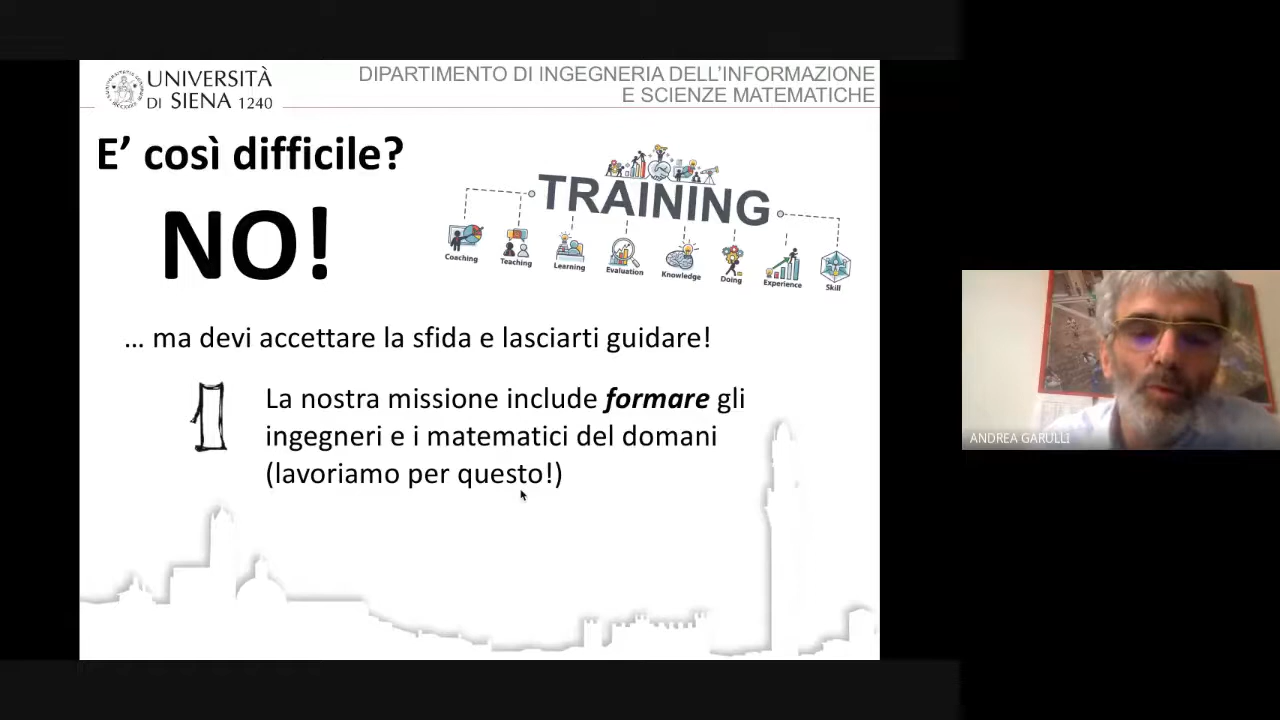 UNIVERSITÀ
DI SIENA 1240
DIPARTIMENTO DI INGEGNERIA DELL'INFORMAZIONE
E SCIENZE MATEMATICHE
E' così difficile?
NO!
TRAINING
Coaching
Teaching
Learning
Evaluation
Knowledge
Doing
Experience
Skill
... ma devi accettare la sfida e lasciarti guidare!
1
La nostra missione include formare gli
ingegneri e i matematici del domani
(lavoriamo per questo!)
ANDREA GARULLI